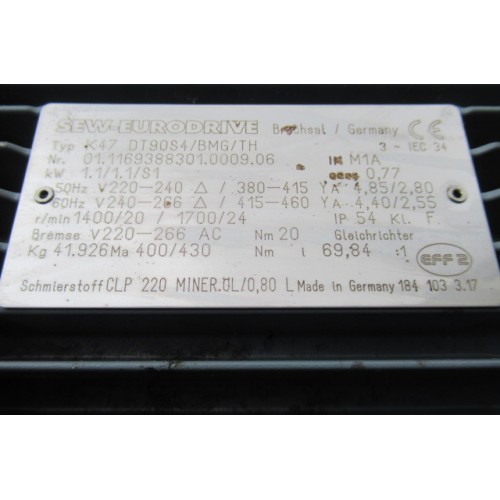 SEW-EURODRIVE Bruchsal / Germany CE
Typ K47 DT90S4/BMG/TH 3 - IEC 34
Nr. 01.1169388301.0009.06 IM M1A
kW 1.1/1.1/S1 cosφ 0,77
50Hz V220-240 Δ / 380-415 Y A 4,85/2,80
60Hz V240-266 Δ / 415-460 Y A 4,40/2,55
r/min 1400/20 / 1700/24 IP 54 Kl. F
Bremse V220-266 AC Nm 20 Gleichrichter
Kg 41.926 Ma 400/430 Nm i 69,84 :1
EFF 2
Schmierstoff CLP 220 MINER.ÖL/0,80 L Made in Germany 184 103 3.17